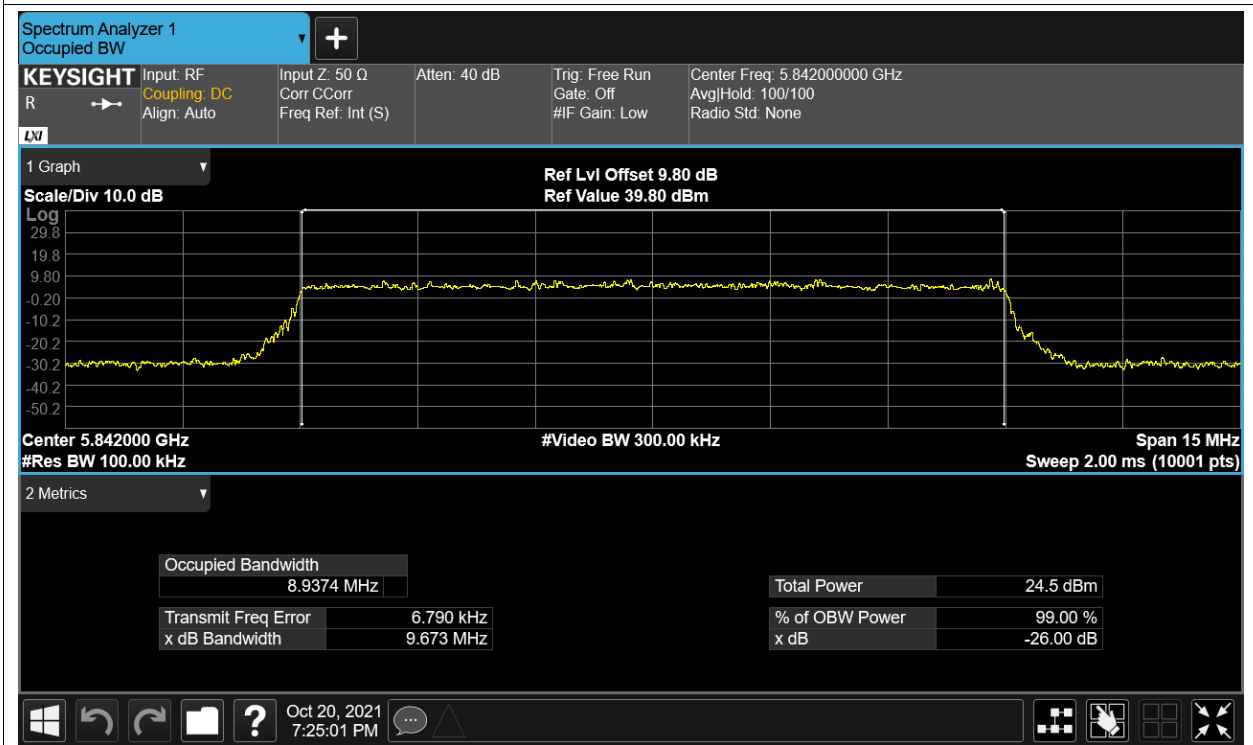 Spectrum Analyzer 1
Occupied BW
+
KEYSIGHT Input: RF Input Z: 50 Ω Atten: 40 dB Trig: Free Run Center Freq: 5.842000000 GHz
R Coupling: DC Corr CCorr Gate: Off Avg|Hold: 100/100
Align: Auto Freq Ref: Int (S) #IF Gain: Low Radio Std: None
LXI
1 Graph
Ref Lvl Offset 9.80 dB
Scale/Div 10.0 dB Ref Value 39.80 dBm
Log
29.8
19.8
9.80
-0.20
-10.2
-20.2
-30.2
-40.2
-50.2
Center 5.842000 GHz #Video BW 300.00 kHz Span 15 MHz
#Res BW 100.00 kHz Sweep 2.00 ms (10001 pts)
2 Metrics
Occupied Bandwidth
8.9374 MHz Total Power 24.5 dBm
Transmit Freq Error 6.790 kHz % of OBW Power 99.00 %
x dB Bandwidth 9.673 MHz x dB -26.00 dB
? Oct 20, 2021
7:25:01 PM